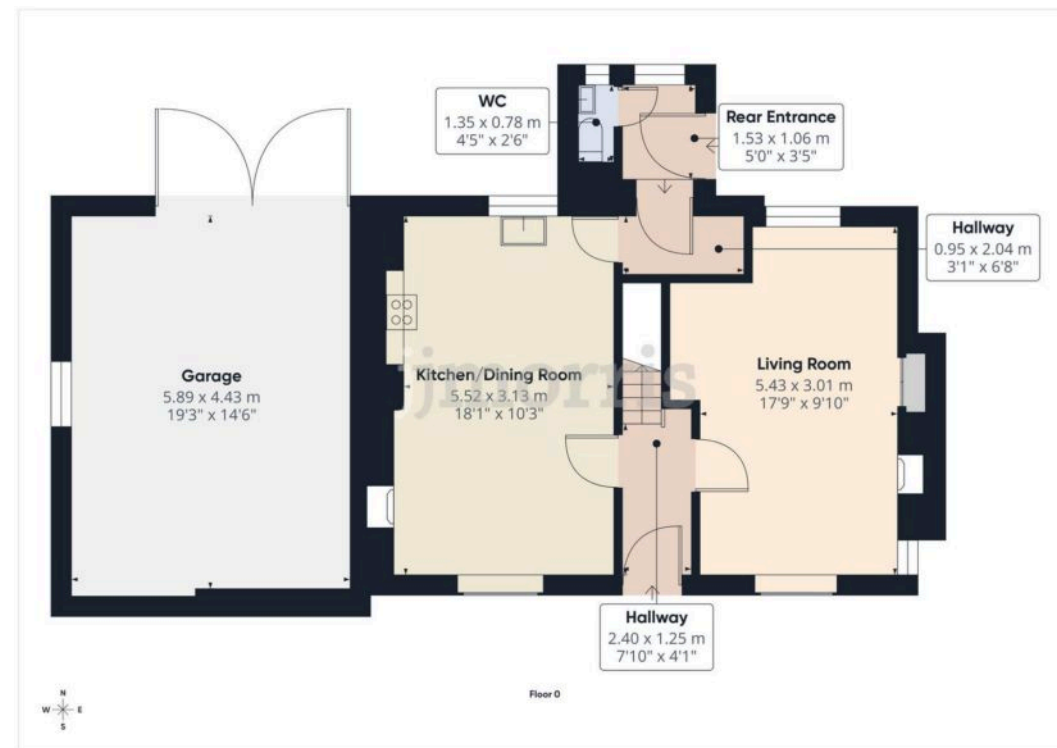 WC
1.35 x 0.78 m
4'5" x 2'6"
Rear Entrance
1.53 x 1.06 m
5'0" x 3'5"
Hallway
0.95 x 2.04 m
3'1" x 6'8"
Garage
5.89 x 4.43 m
19'3" x 14'6"
Kitchen/Dining Room
5.52 x 3.13 m
18'1" x 10'3"
Living Room
5.43 x 3.01 m
17'9" x 9'10"
jjmorris
Hallway
2.40 x 1.25 m
7'10" x 4'1"
N
W E
S
Floor 0